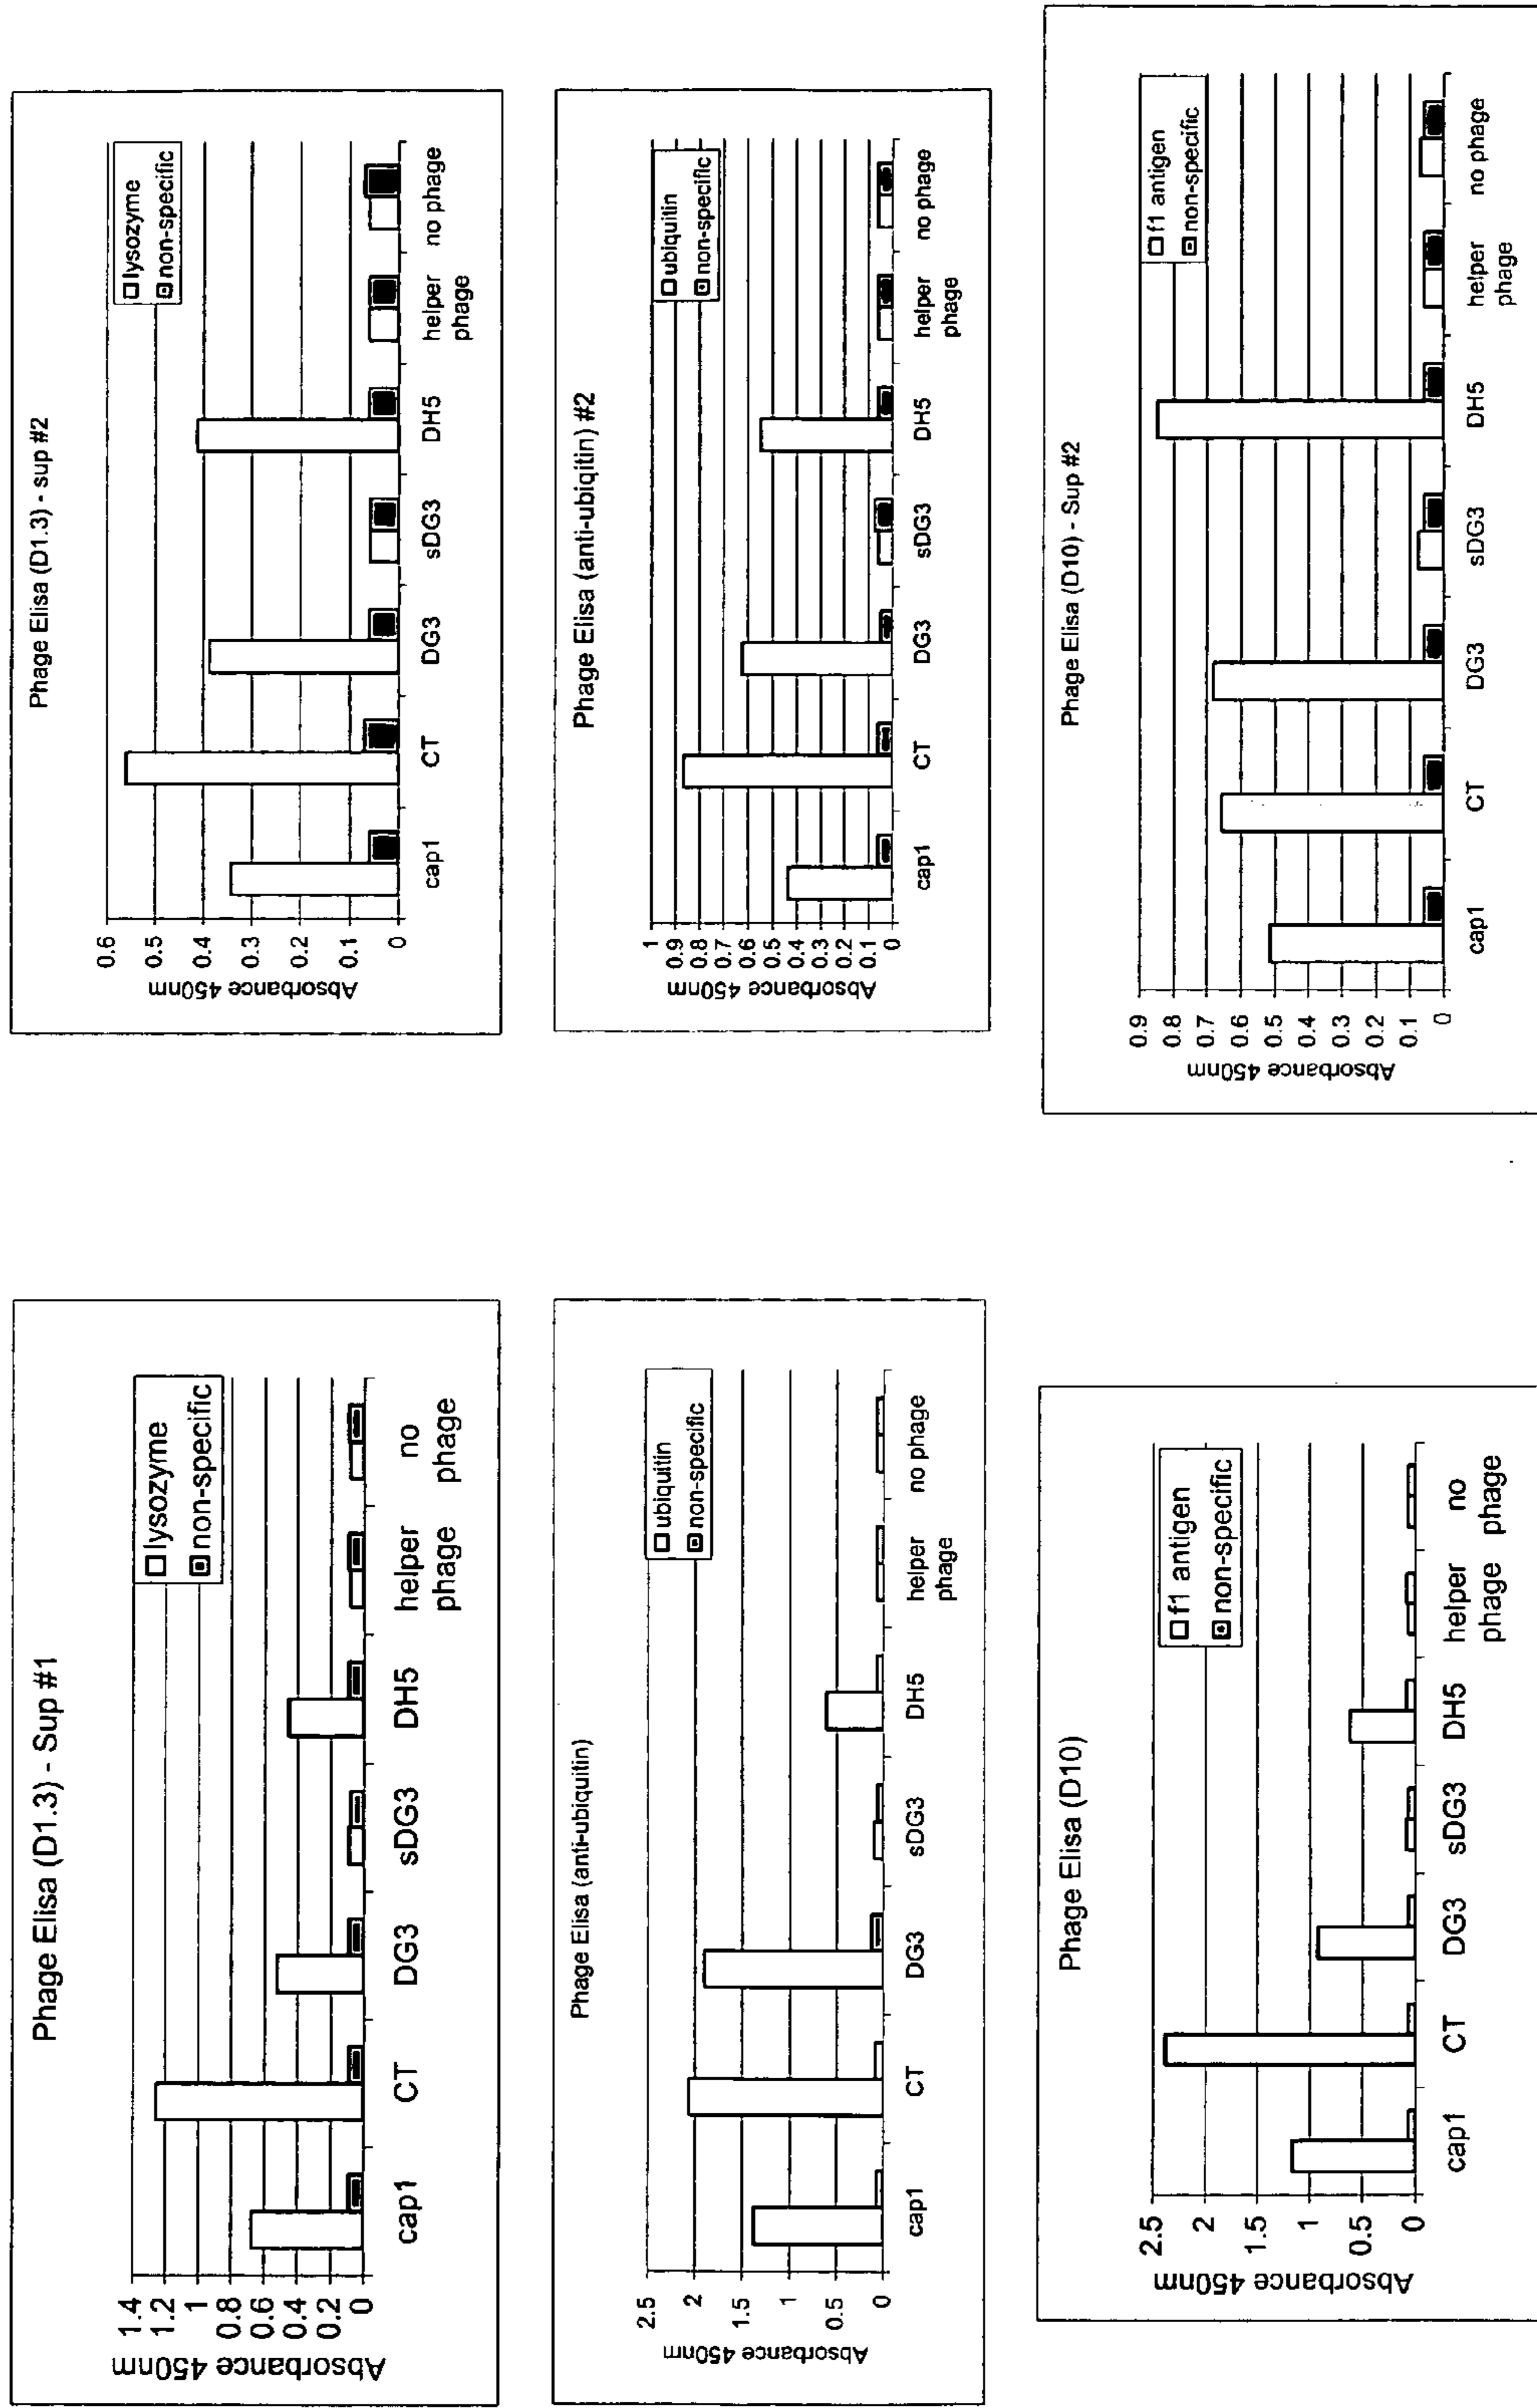 Phage Elisa (D1.3) - Sup #1
Absorbance 450nm
1.4
1.2
1
0.8
0.6
0.4
0.2
0
lysozyme
non-specific
cap1
CT
DG3
sDG3
DH5
helper
phage
no
phage
Phage Elisa (D1.3) - sup #2
Absorbance 450nm
0.6
0.5
0.4
0.3
0.2
0.1
0
lysozyme
non-specific
cap1
CT
DG3
sDG3
DH5
helper
phage
no phage
Phage Elisa (anti-ubiquitin)
Absorbance 450nm
2.5
2
1.5
1
0.5
0
ubiquitin
non-specific
cap1
CT
DG3
sDG3
DH5
helper
phage
no phage
Phage Elisa (anti-ubiqitin) #2
Absorbance 450nm
1
0.9
0.8
0.7
0.6
0.5
0.4
0.3
0.2
0.1
0
ubiquitin
non-specific
cap1
CT
DG3
sDG3
DH5
helper
phage
no phage
Phage Elisa (D10)
Absorbance 450nm
2.5
2
1.5
1
0.5
0
f1 antigen
non-specific
cap1
CT
DG3
sDG3
DH5
helper
phage
no
phage
Phage Elisa (D10) - Sup #2
Absorbance 450nm
0.9
0.8
0.7
0.6
0.5
0.4
0.3
0.2
0.1
0
f1 antigen
non-specific
cap1
CT
DG3
sDG3
DH5
helper
phage
no phage